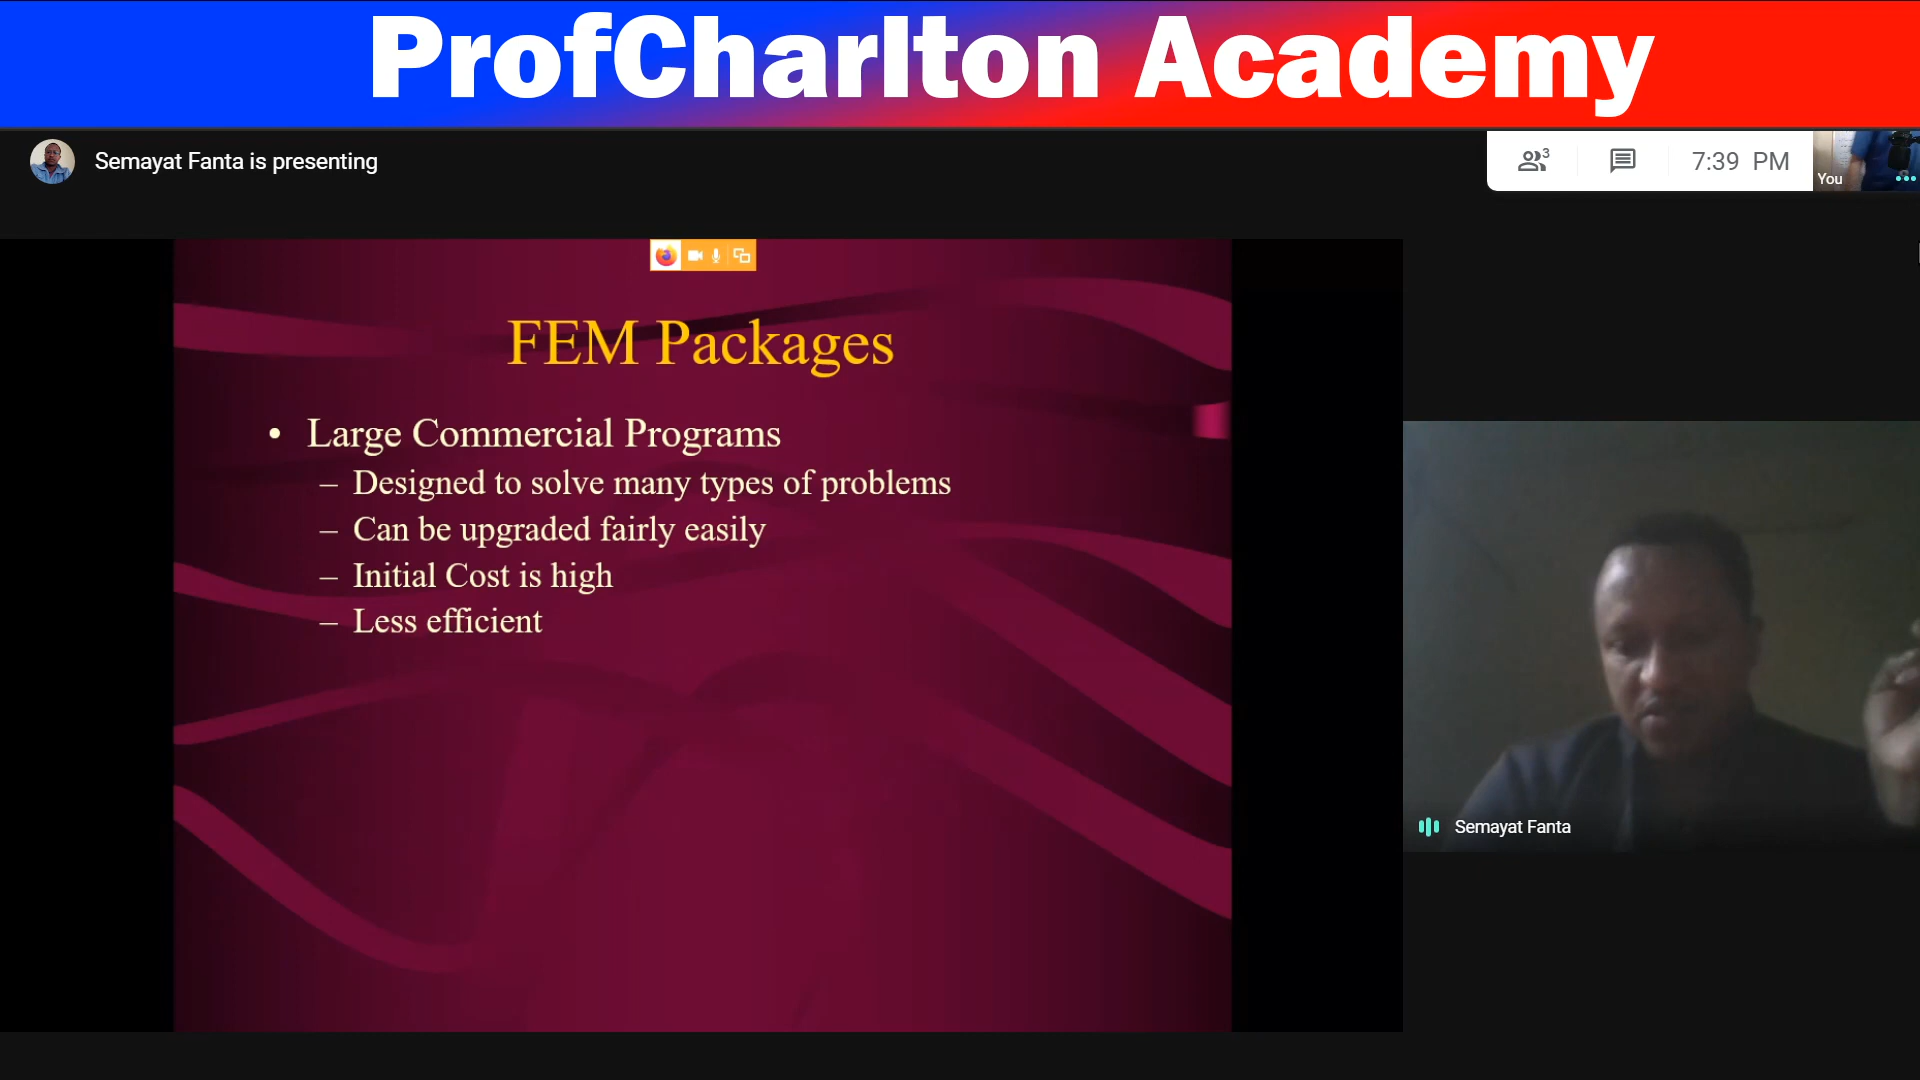 ProfCharlton Academy
Semayat Fanta is presenting
3
7:39 PM
You
FEM Packages
• Large Commercial Programs
– Designed to solve many types of problems
– Can be upgraded fairly easily
– Initial Cost is high
– Less efficient
Semayat Fanta